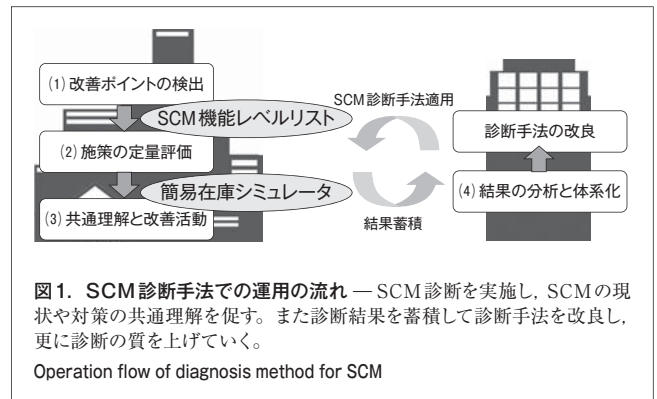 (1) 改善ポイントの検出
SCM機能レベルリスト
(2) 施策の定量評価
簡易在庫シミュレータ
(3) 共通理解と改善活動
SCM診断手法適用
結果蓄積
診断手法の改良
(4) 結果の分析と体系化
図1. SCM診断手法での運用の流れ — SCM診断を実施し, SCMの現
状や対策の共通理解を促す。また診断結果を蓄積して診断手法を改良し,
更に診断の質を上げていく。
Operation flow of diagnosis method for SCM